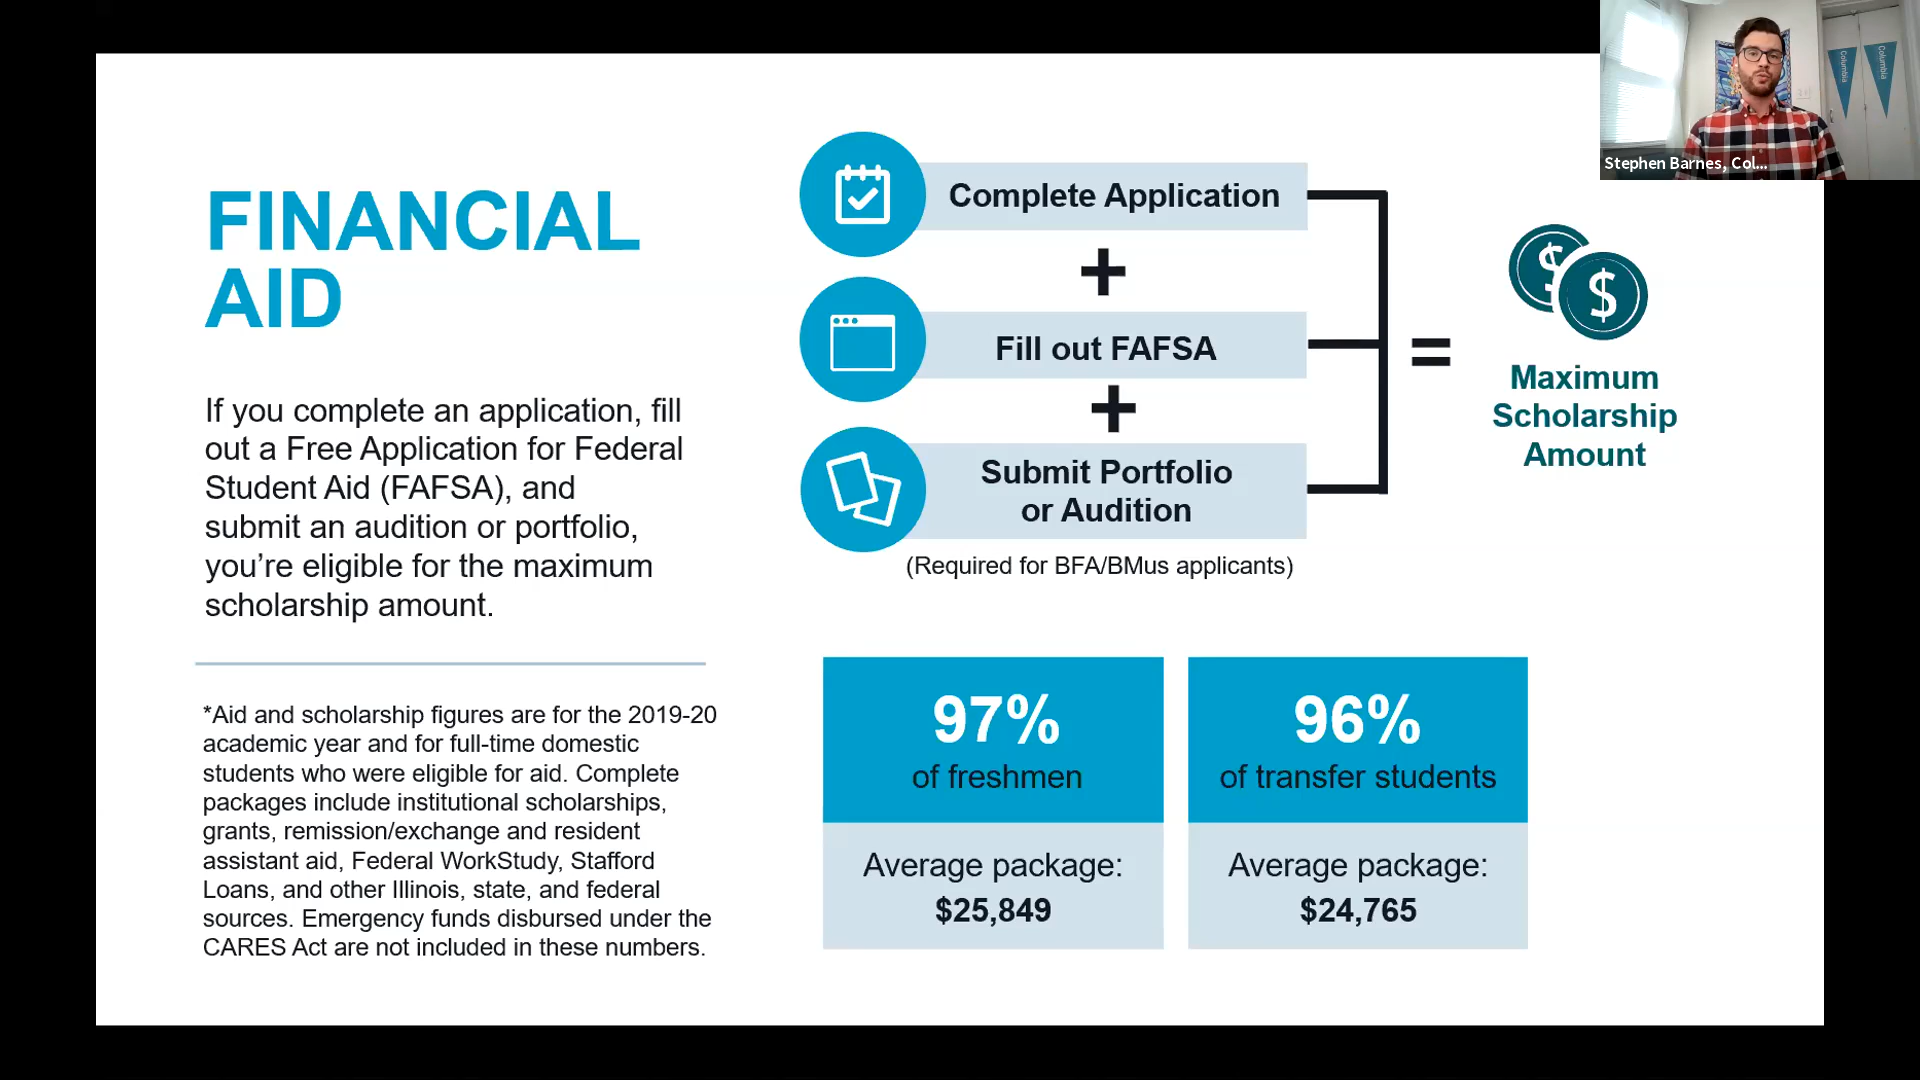 FINANCIAL
AID
If you complete an application, fill
out a Free Application for Federal
Student Aid (FAFSA), and
submit an audition or portfolio,
you’re eligible for the maximum
scholarship amount.
*Aid and scholarship figures are for the 2019-20
academic year and for full-time domestic
students who were eligible for aid. Complete
packages include institutional scholarships,
grants, remission/exchange and resident
assistant aid, Federal WorkStudy, Stafford
Loans, and other Illinois, state, and federal
sources. Emergency funds disbursed under the
CARES Act are not included in these numbers.
Complete Application
+
Fill out FAFSA
+
Submit Portfolio
or Audition
(Required for BFA/BMus applicants)
=
$ $
Maximum
Scholarship
Amount
97%
of freshmen
Average package:
$25,849
96%
of transfer students
Average package:
$24,765
Columbia
Columbia
Stephen Barnes, Col...